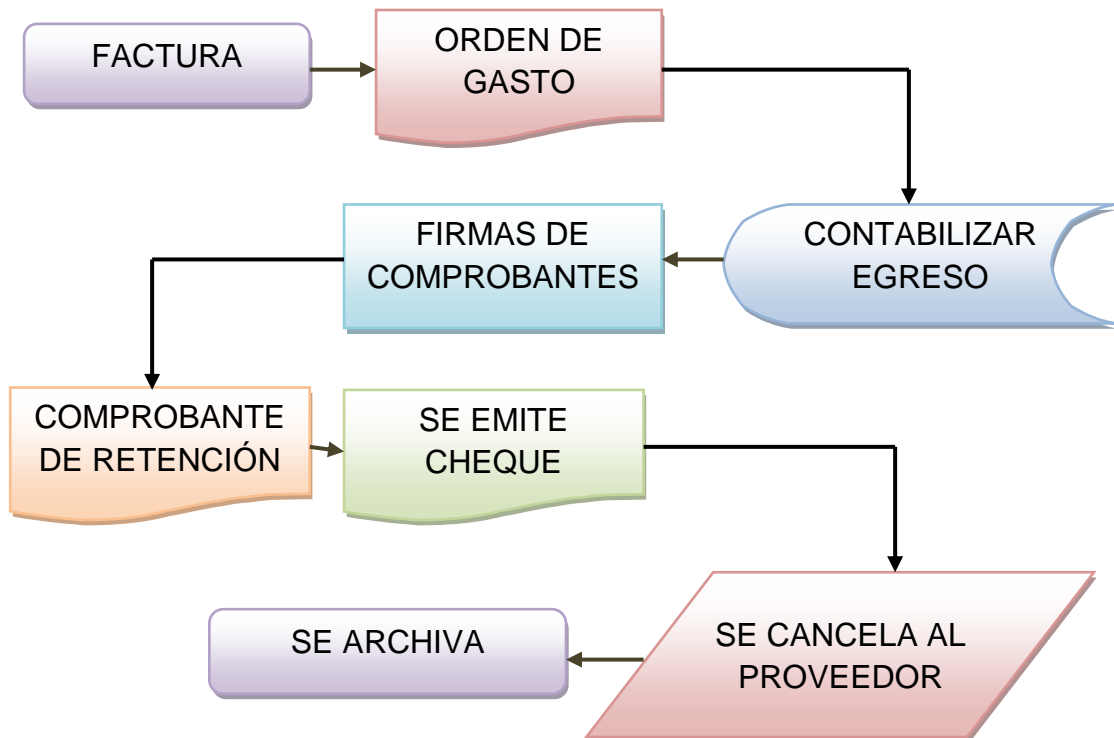 FACTURA
ORDEN DE
GASTO
CONTABILIZAR
EGRESO
FIRMAS DE
COMPROBANTES
COMPROBANTE
DE RETENCIÓN
SE EMITE
CHEQUE
SE CANCELA AL
PROVEEDOR
SE ARCHIVA